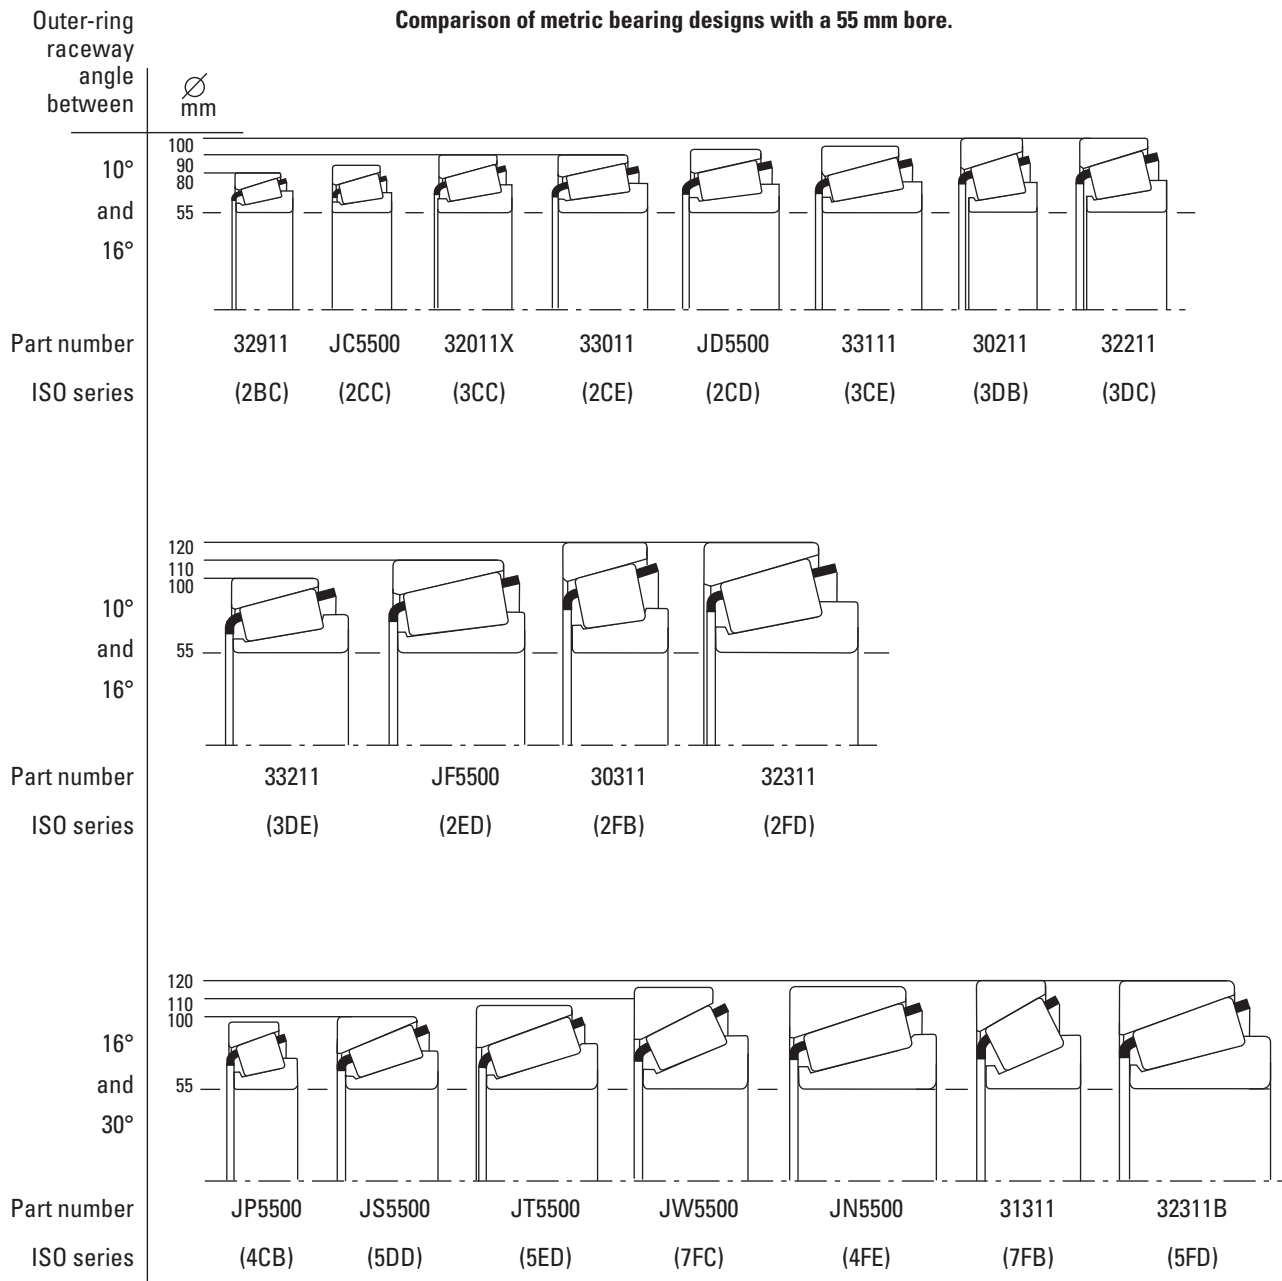 Comparison of metric bearing designs with a 55 mm bore.
Outer-ring
raceway
angle
between
Ø
mm
100
90
80
55
10°
and
16°
Part number 32911 JC5500 32011X 33011 JD5500 33111 30211 32211
ISO series (2BC) (2CC) (3CC) (2CE) (2CD) (3CE) (3DB) (3DC)
120
110
100
55
10°
and
16°
Part number 33211 JF5500 30311 32311
ISO series (3DE) (2ED) (2FB) (2FD)
120
110
100
55
16°
and
30°
Part number JP5500 JS5500 JT5500 JW5500 JN5500 31311 32311B
ISO series (4CB) (5DD) (5ED) (7FC) (4FE) (7FB) (5FD)